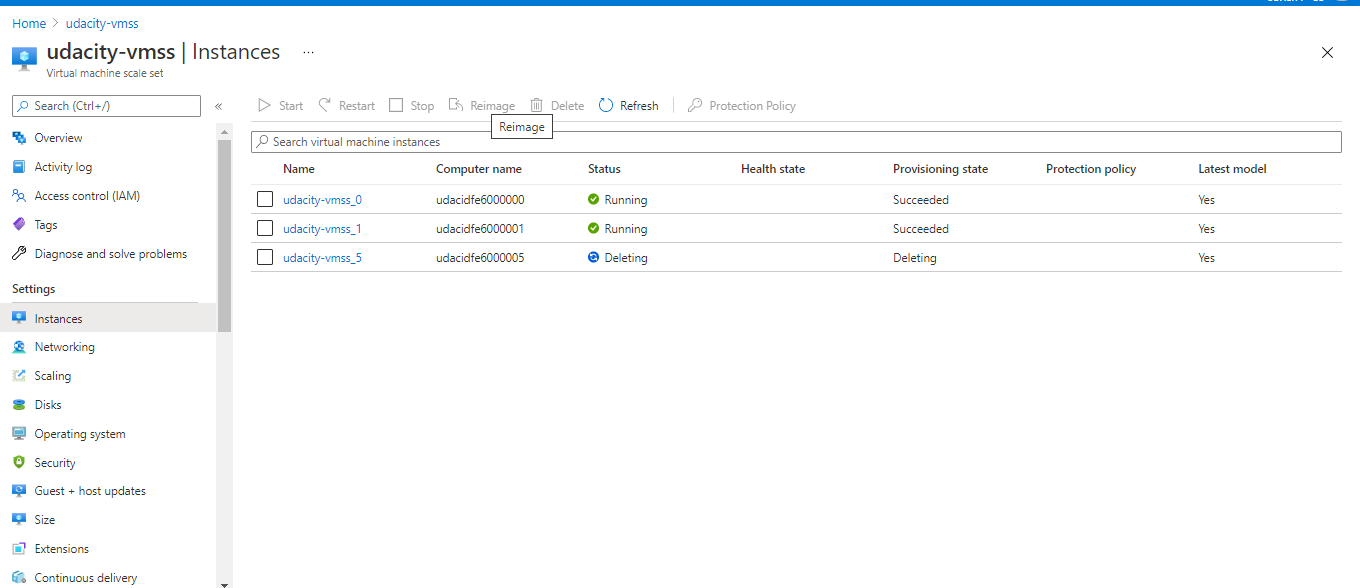 Home > udacity-vmss
udacity-vmss | Instances ...
Virtual machine scale set
Search (Ctrl+/)
«
Start Restart Stop Reimage Delete Refresh Protection Policy
Reimage
Search virtual machine instances
Overview
Activity log
Access control (IAM)
Tags
Diagnose and solve problems
Settings
Instances
Networking
Scaling
Disks
Operating system
Security
Guest + host updates
Size
Extensions
Continuous delivery
Name Computer name Status Health state Provisioning state Protection policy Latest model
udacity-vmss_0 udacidfe6000000 Running Succeeded Yes
udacity-vmss_1 udacidfe6000001 Running Succeeded Yes
udacity-vmss_5 udacidfe6000005 Deleting Deleting Yes